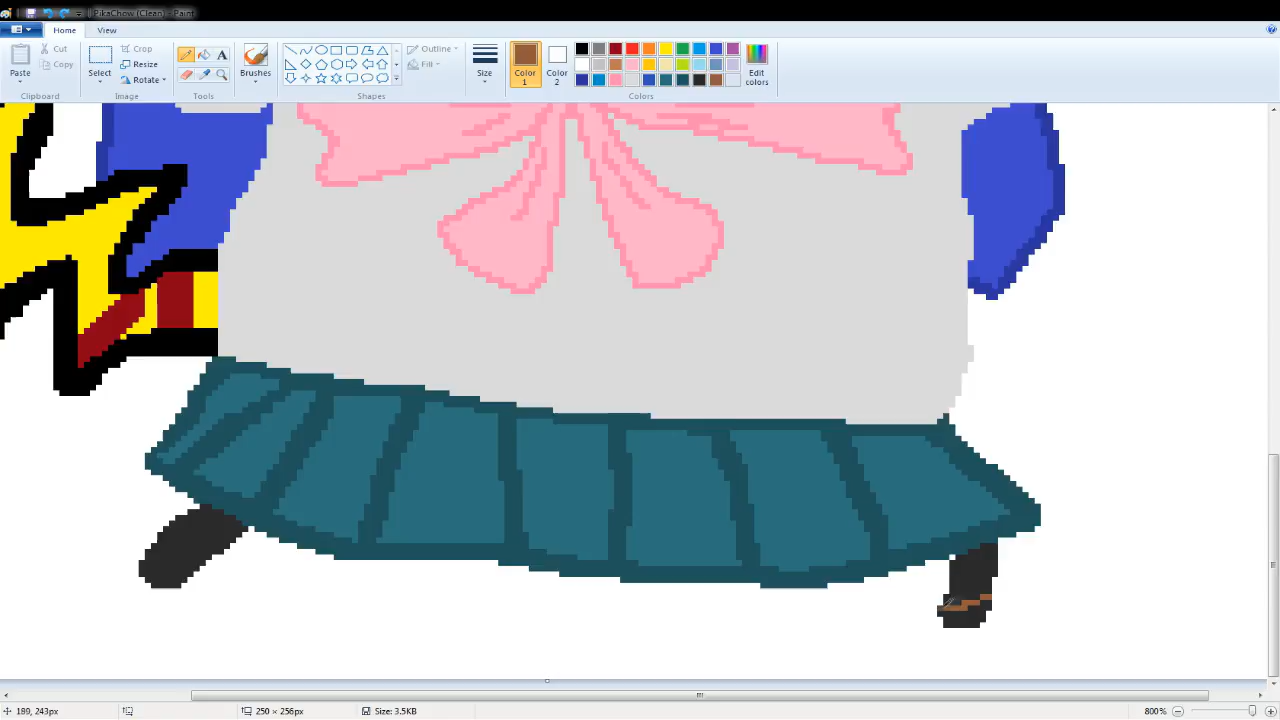 PikaChow (Clean) - Paint
Home
View
Paste
Cut
Copy
Clipboard
Select
Crop
Resize
Rotate
Image
A
Tools
Brushes
Shapes
Outline
Fill
Size
Color 1
Color 2
Edit colors
Colors
189, 243px
250 × 256px
Size: 3.5KB
800%